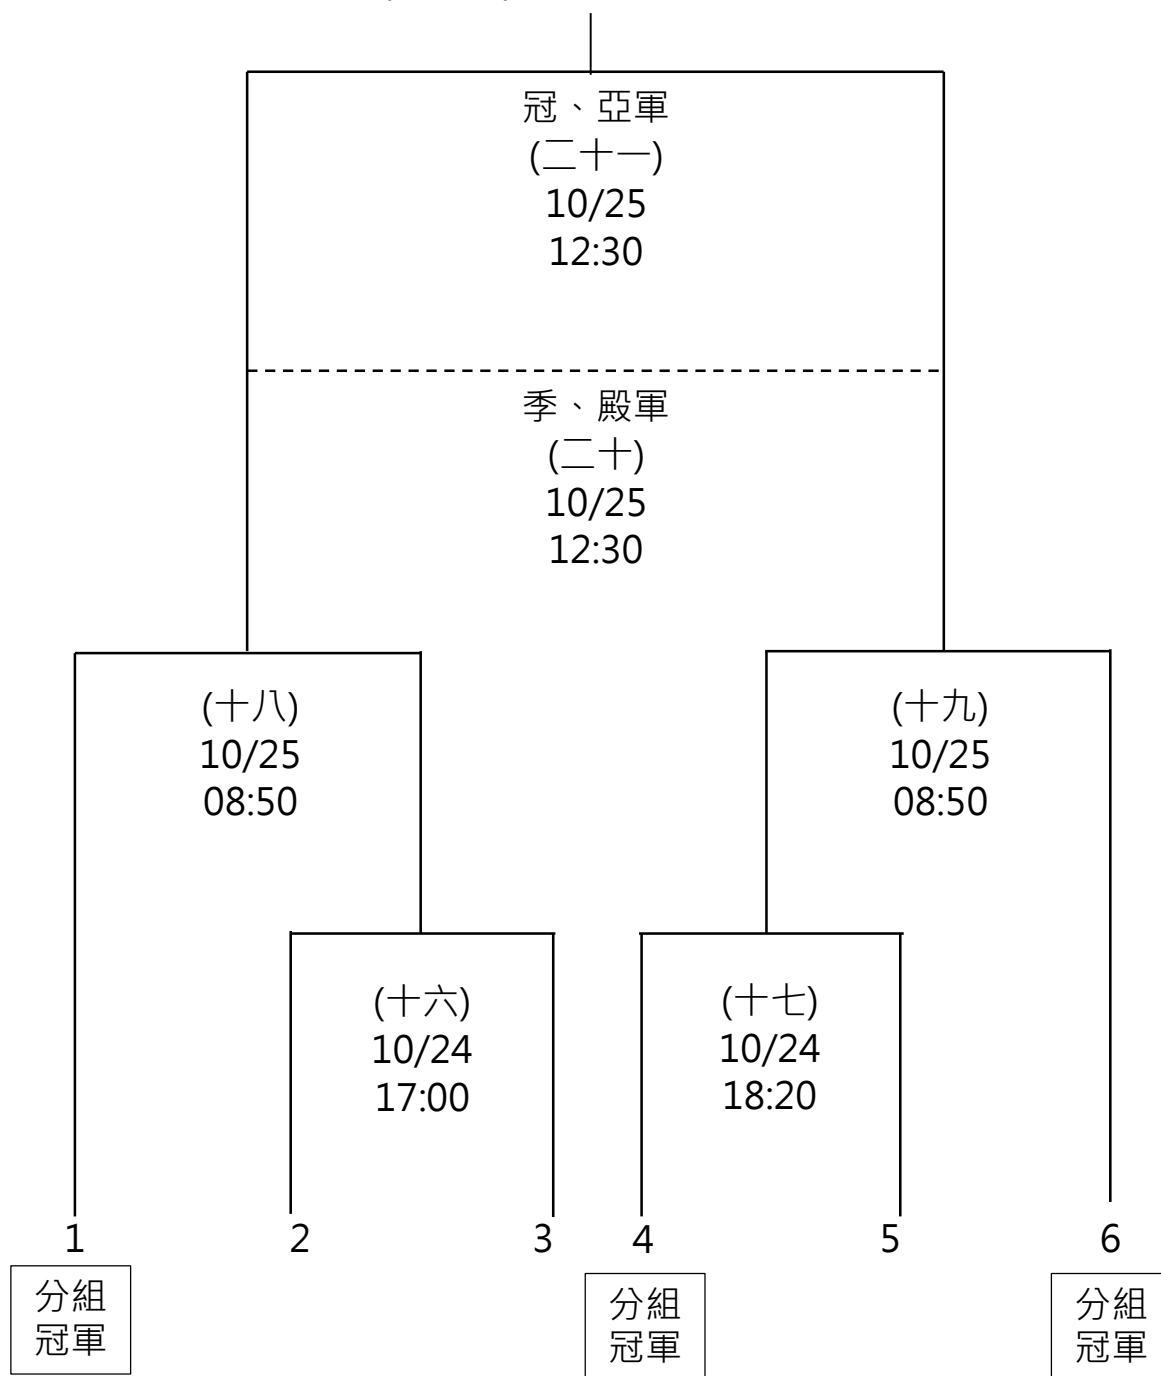 冠、亞軍
(二十一)
10/25
12:30
季、殿軍
(二十)
10/25
12:30
(十八)
10/25
08:50
(十九)
10/25
08:50
(十六)
10/24
17:00
(十七)
10/24
18:20
1 2 3 4 5 6
分組
冠軍
分組
冠軍
分組
冠軍